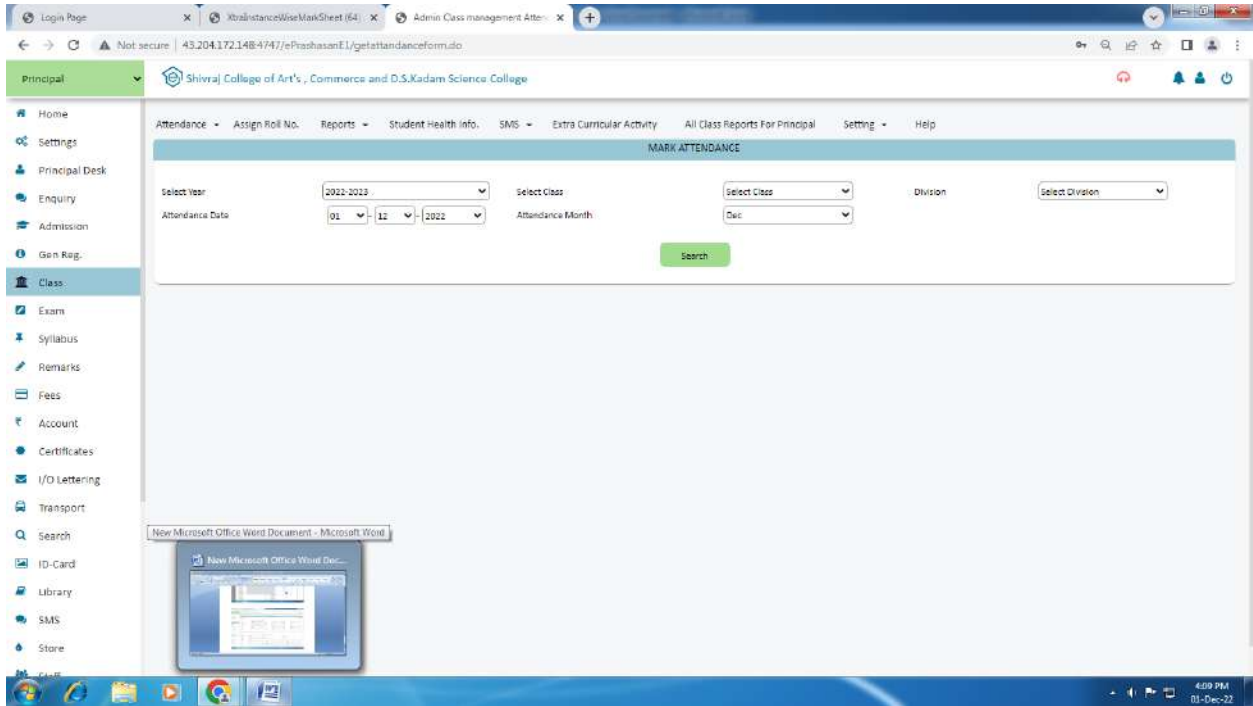 Login Page
XtraInstanceWiseMarkSheet (64)
Admin Class management Atten
Not secure | 43.204.172.148:4747/ePrashasanE1/getattandanceform.do
Principal
Shivraj College of Art's , Commerce and D.S.Kadam Science College
Home
Settings
Principal Desk
Enquiry
Admission
Gen Reg.
Class
Exam
Syllabus
Remarks
Fees
Account
Certificates
I/O Lettering
Transport
Search
ID-Card
Library
SMS
Store
Staff
Attendance Assign Roll No. Reports Student Health Info. SMS Extra Curricular Activity All Class Reports For Principal Setting Help
MARK ATTENDANCE
Select Year 2022-2023 Select Class Select Class Division Select Division
Attendance Date 01 - 12 - 2022 Attendance Month Dec
Search
New Microsoft Office Word Document - Microsoft Word
New Microsoft Office Word Doc...
4:09 PM
01-Dec-22